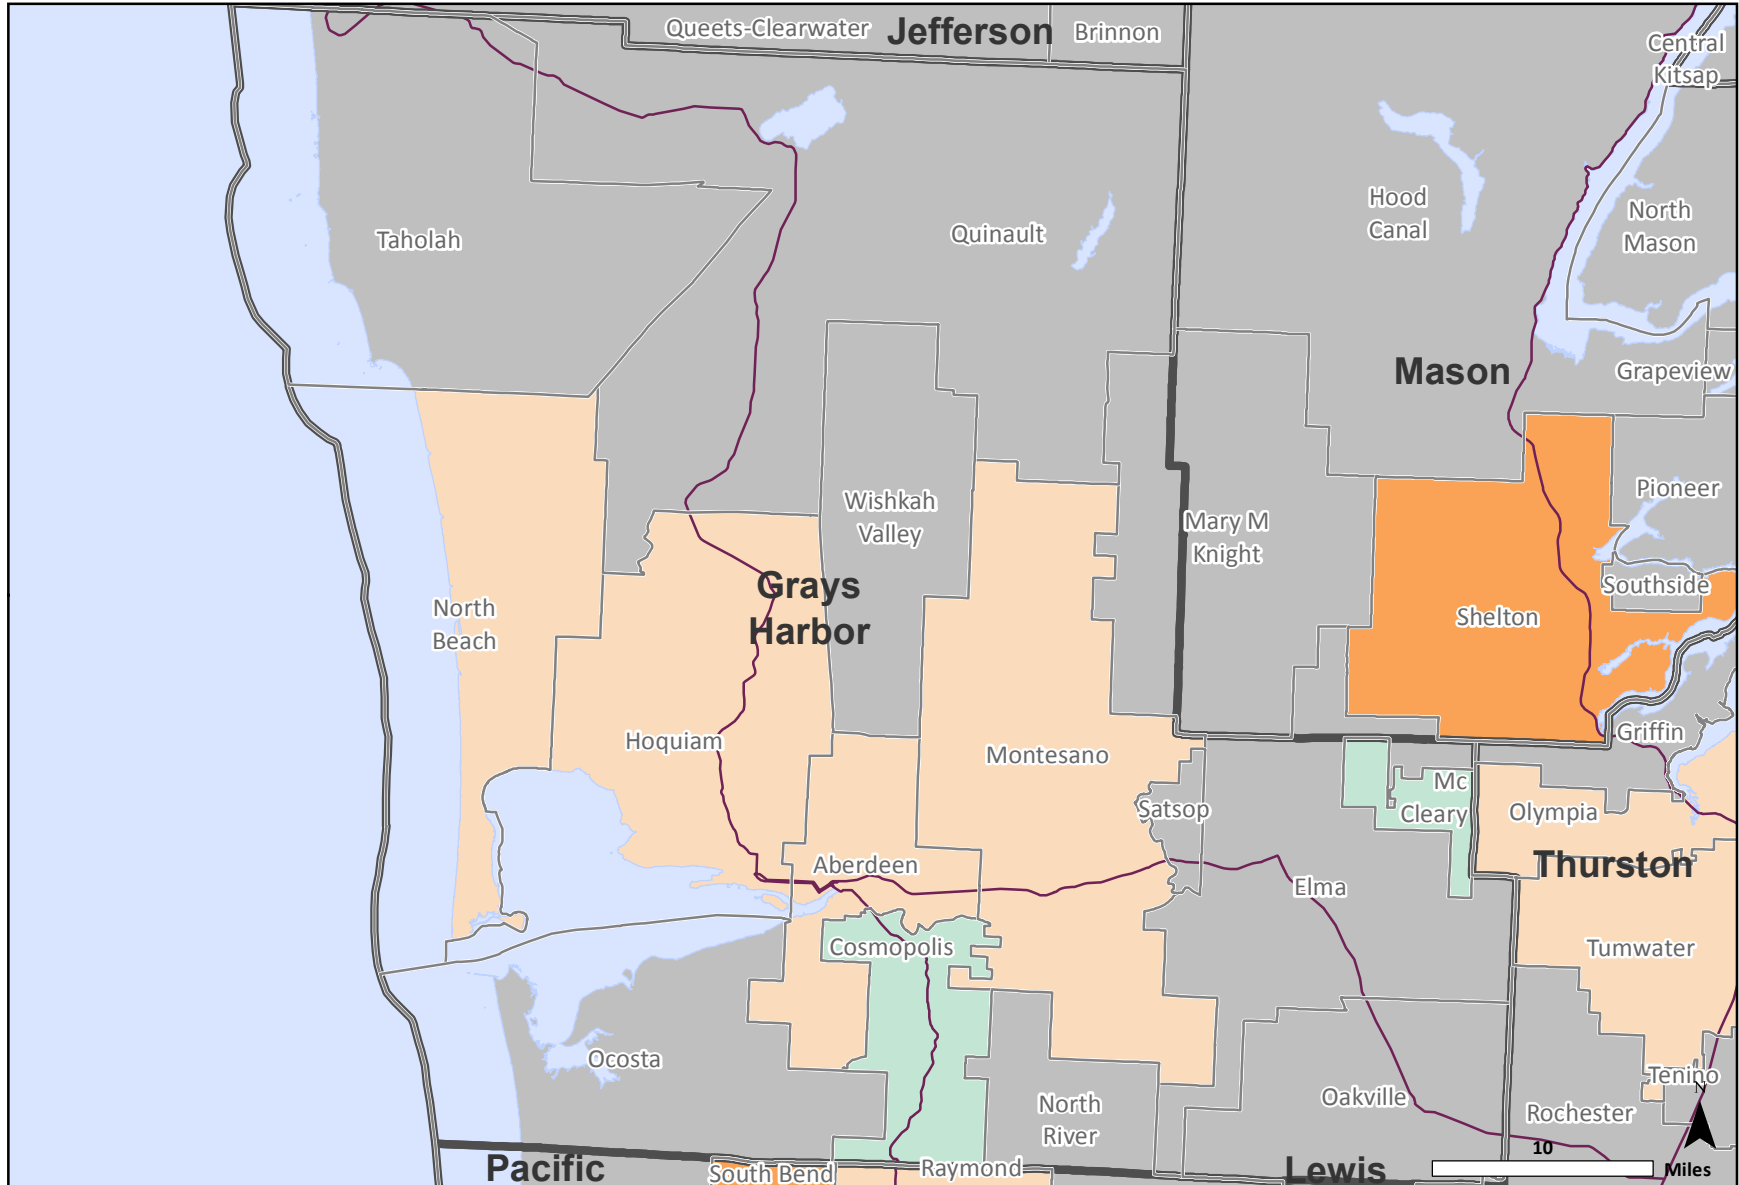 Queets-Clearwater
Jefferson
Brinnon
Central
Kitsap
Taholah
Quinault
Hood
Canal
North
Mason
Mason
Grapeview
Wishkah
Valley
Mary M
Knight
Pioneer
Grays
Harbor
North
Beach
Southside
Shelton
Hoquiam
Montesano
Griffin
Satsop
Mc
Cleary
Olympia
Aberdeen
Thurston
Elma
Cosmopolis
Tumwater
Ocosta
Tenino
N
North
River
Oakville
Rochester
10
Miles
Pacific
South Bend
Raymond
Lewis